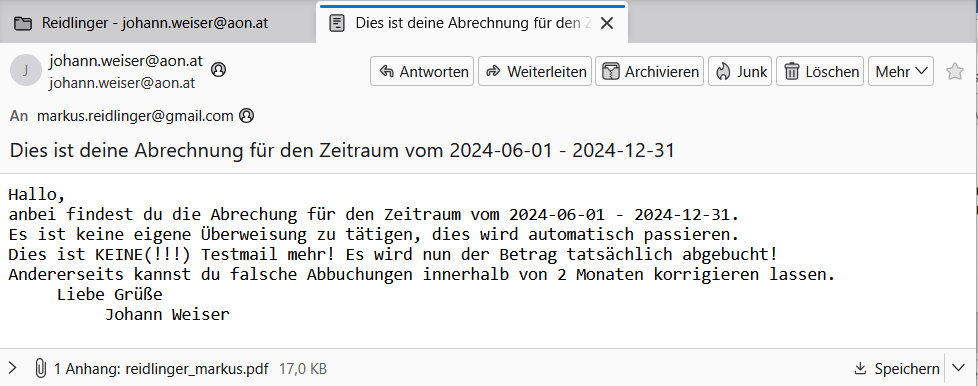 Reidlinger - johann.weiser@aon.at
Dies ist deine Abrechnung für den Z
J
johann.weiser@aon.at
johann.weiser@aon.at
Antworten
Weiterleiten
Archivieren
Junk
Löschen
Mehr
An markus.reidlinger@gmail.com
Dies ist deine Abrechnung für den Zeitraum vom 2024-06-01 - 2024-12-31
Hallo,
anbei findest du die Abrechung für den Zeitraum vom 2024-06-01 - 2024-12-31.
Es ist keine eigene Überweisung zu tätigen, dies wird automatisch passieren.
Dies ist KEINE(!!!) Testmail mehr! Es wird nun der Betrag tatsächlich abgebucht!
Andererseits kannst du falsche Abbuchungen innerhalb von 2 Monaten korrigieren lassen.
Liebe Grüße
Johann Weiser
1 Anhang: reidlinger_markus.pdf 17,0 KB
Speichern